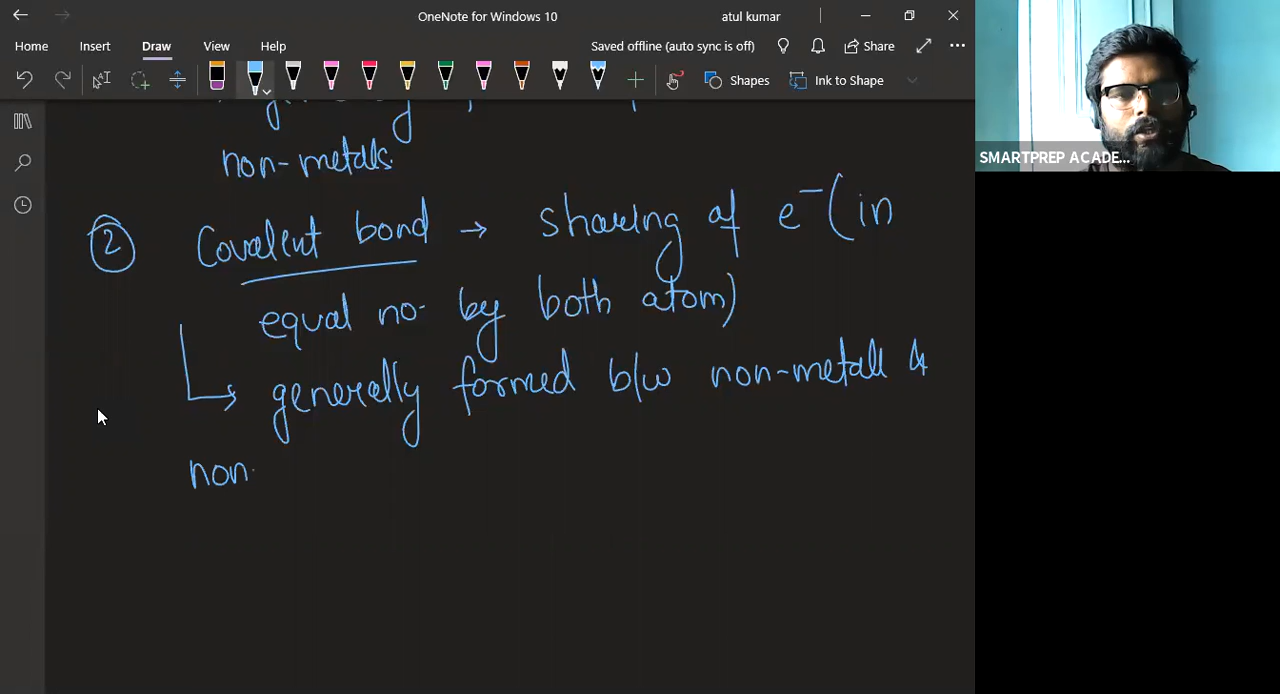 OneNote for Windows 10
atul kumar
Home Insert Draw View Help
Saved offline (auto sync is off)
Share
Shapes
Ink to Shape
SMARTPREP ACADE...
non-metals.
② Covalent bond → sharing of e⁻ (in
equal no. by both atom)
↳ generally formed b/w non-metall &
non-